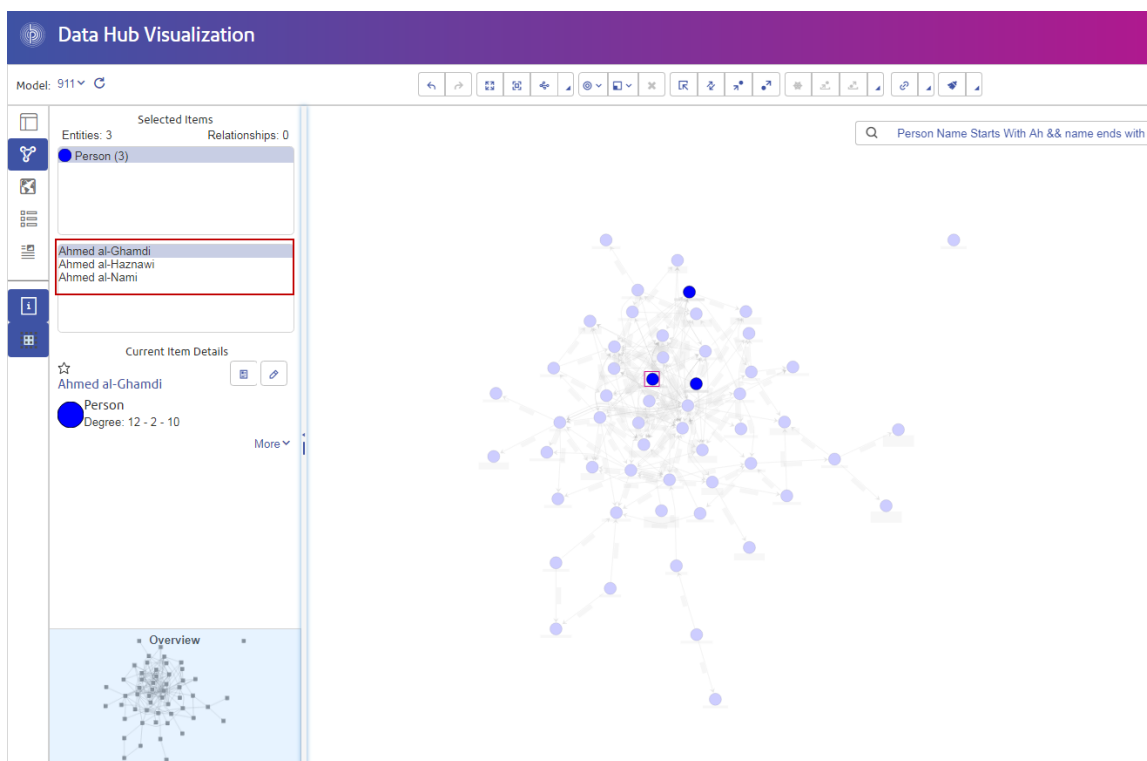 Data Hub Visualization
Model: 911
Selected Items
Entities: 3 Relationships: 0
Person (3)
Ahmed al-Ghamdi
Ahmed al-Haznawi
Ahmed al-Nami
Current Item Details
Ahmed al-Ghamdi
Person
Degree: 12 - 2 - 10
More
Overview
Person Name Starts With Ah && name ends with